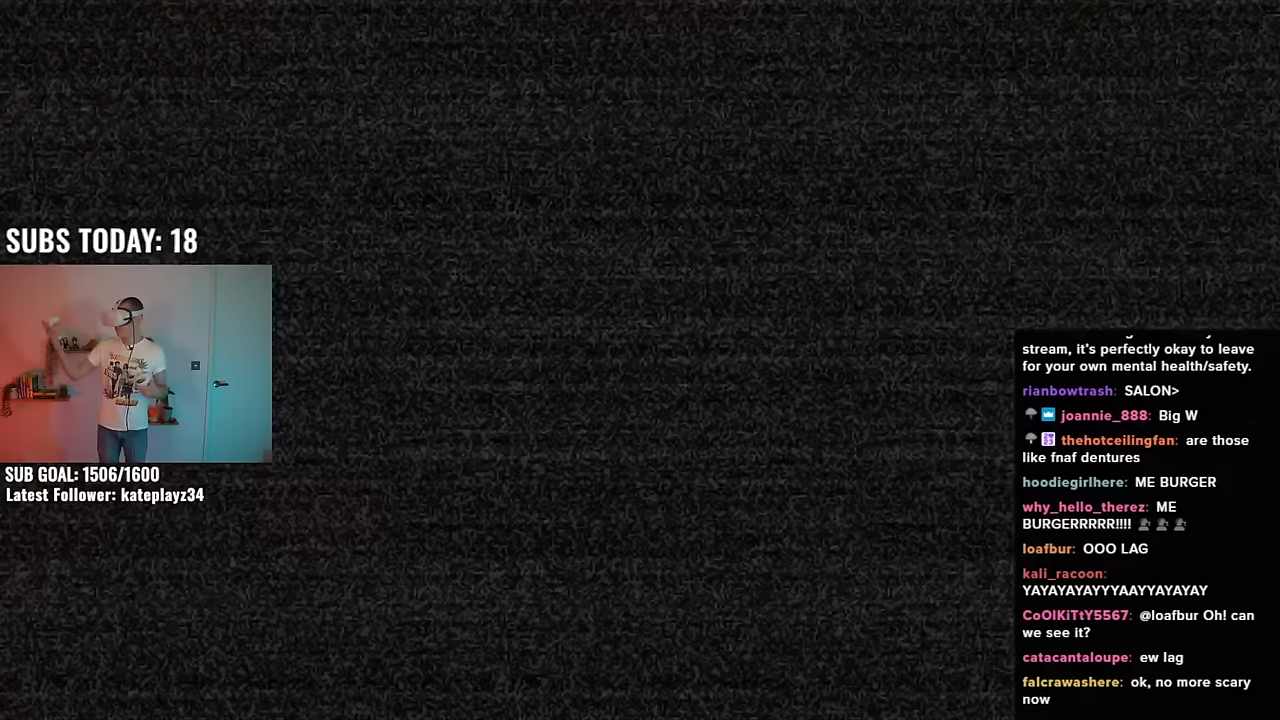 SUBS TODAY: 18
SUB GOAL: 1506/1600
Latest Follower: kateplayz34
stream, it's perfectly okay to leave
for your own mental health/safety.
rianbowtrash: SALON>
joannie_888: Big W
thehotceilingfan: are those
like fnaf dentures
hoodiegirlhere: ME BURGER
why_hello_therez: ME
BURGERRRRR!!!!
loafbur: OOO LAG
kali_racoon:
YAYAYAYAYYYAAYYAYAYAY
CoOlKiTtY5567: @loafbur Oh! can
we see it?
catacantaloupe: ew lag
falcrawashere: ok, no more scary
now